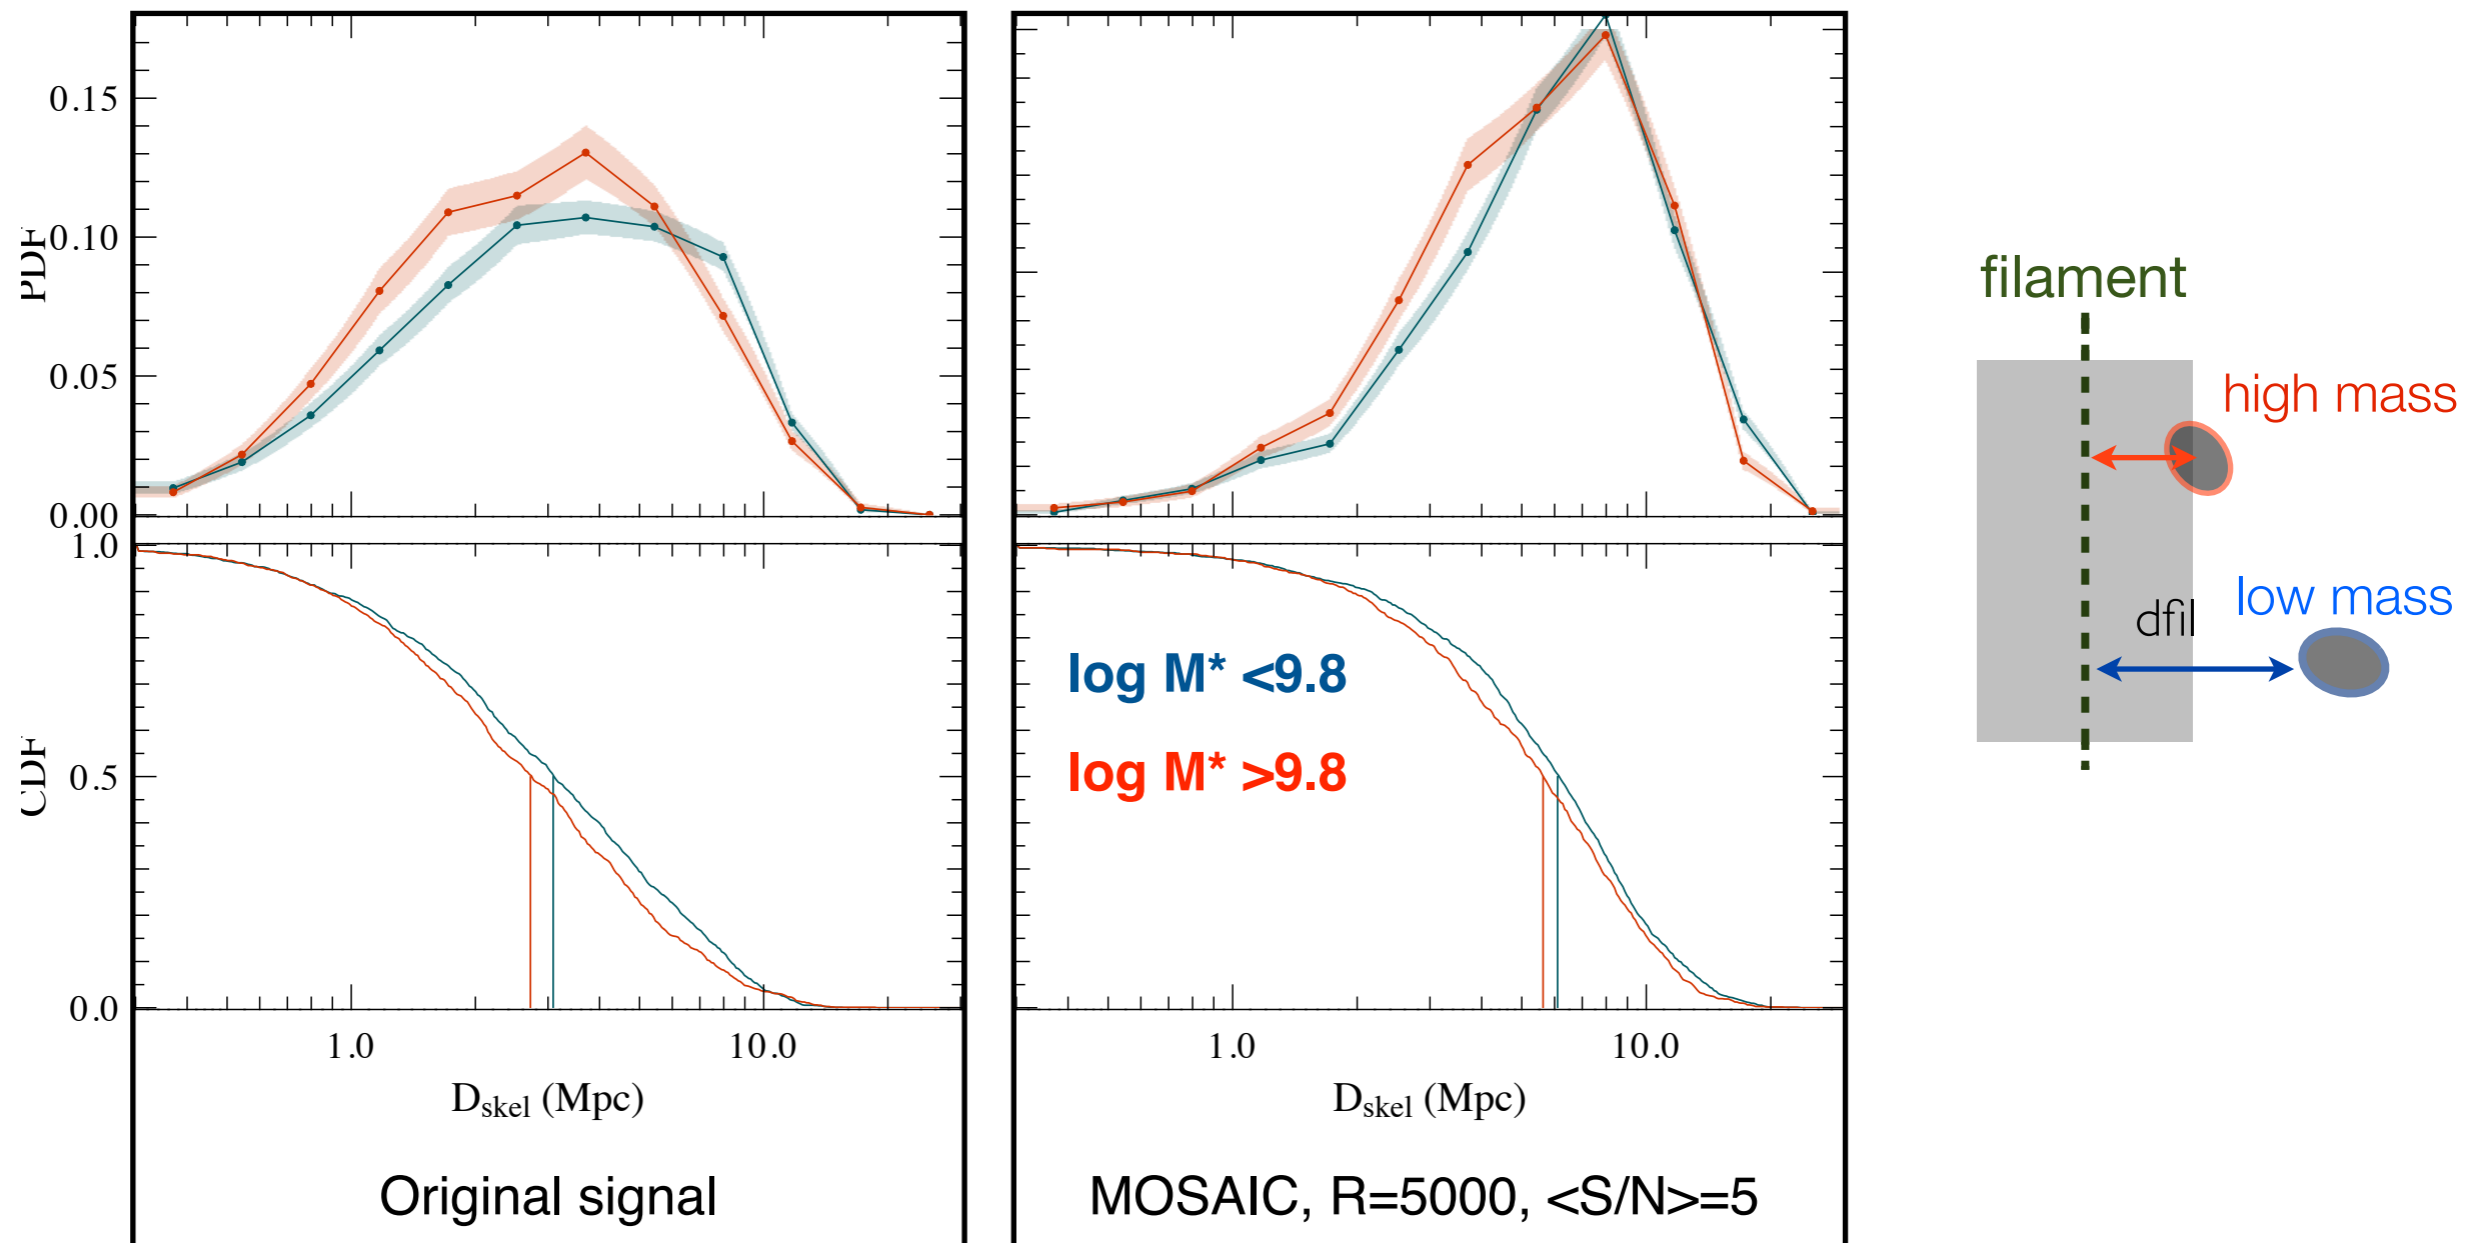 PDF
0.15
0.10
0.05
0.00
CDF
1.0
0.5
0.0
1.0
10.0
D_skel (Mpc)
Original signal
log M* <9.8
log M* >9.8
1.0
10.0
D_skel (Mpc)
MOSAIC, R=5000, <S/N>=5
filament
high mass
low mass
dfil